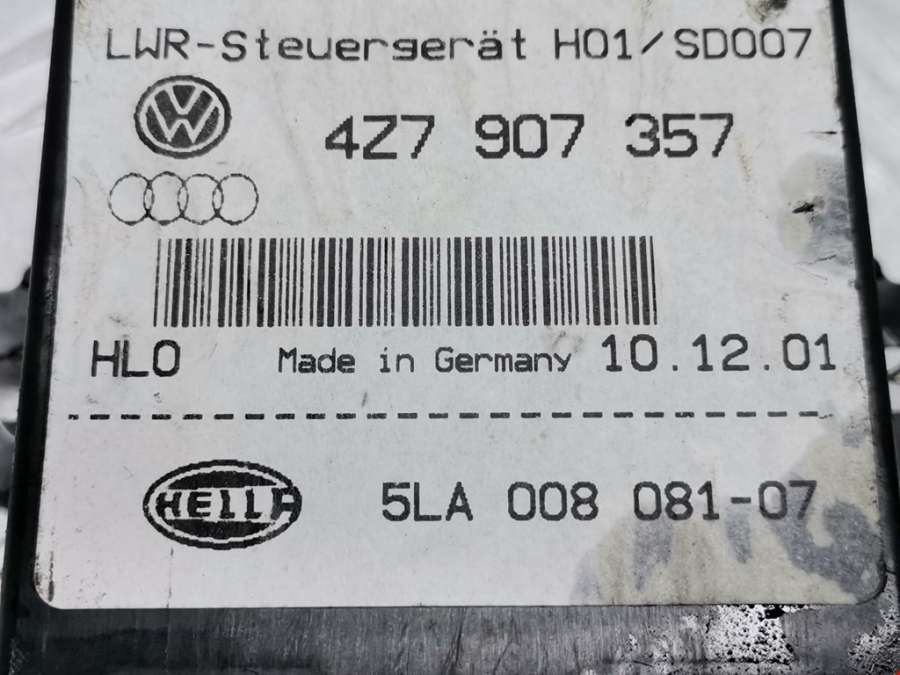 LWR-Steuergerät H01/SD007
4Z7 907 357
HLO Made in Germany 10.12.01
HELLA 5LA 008 081-07